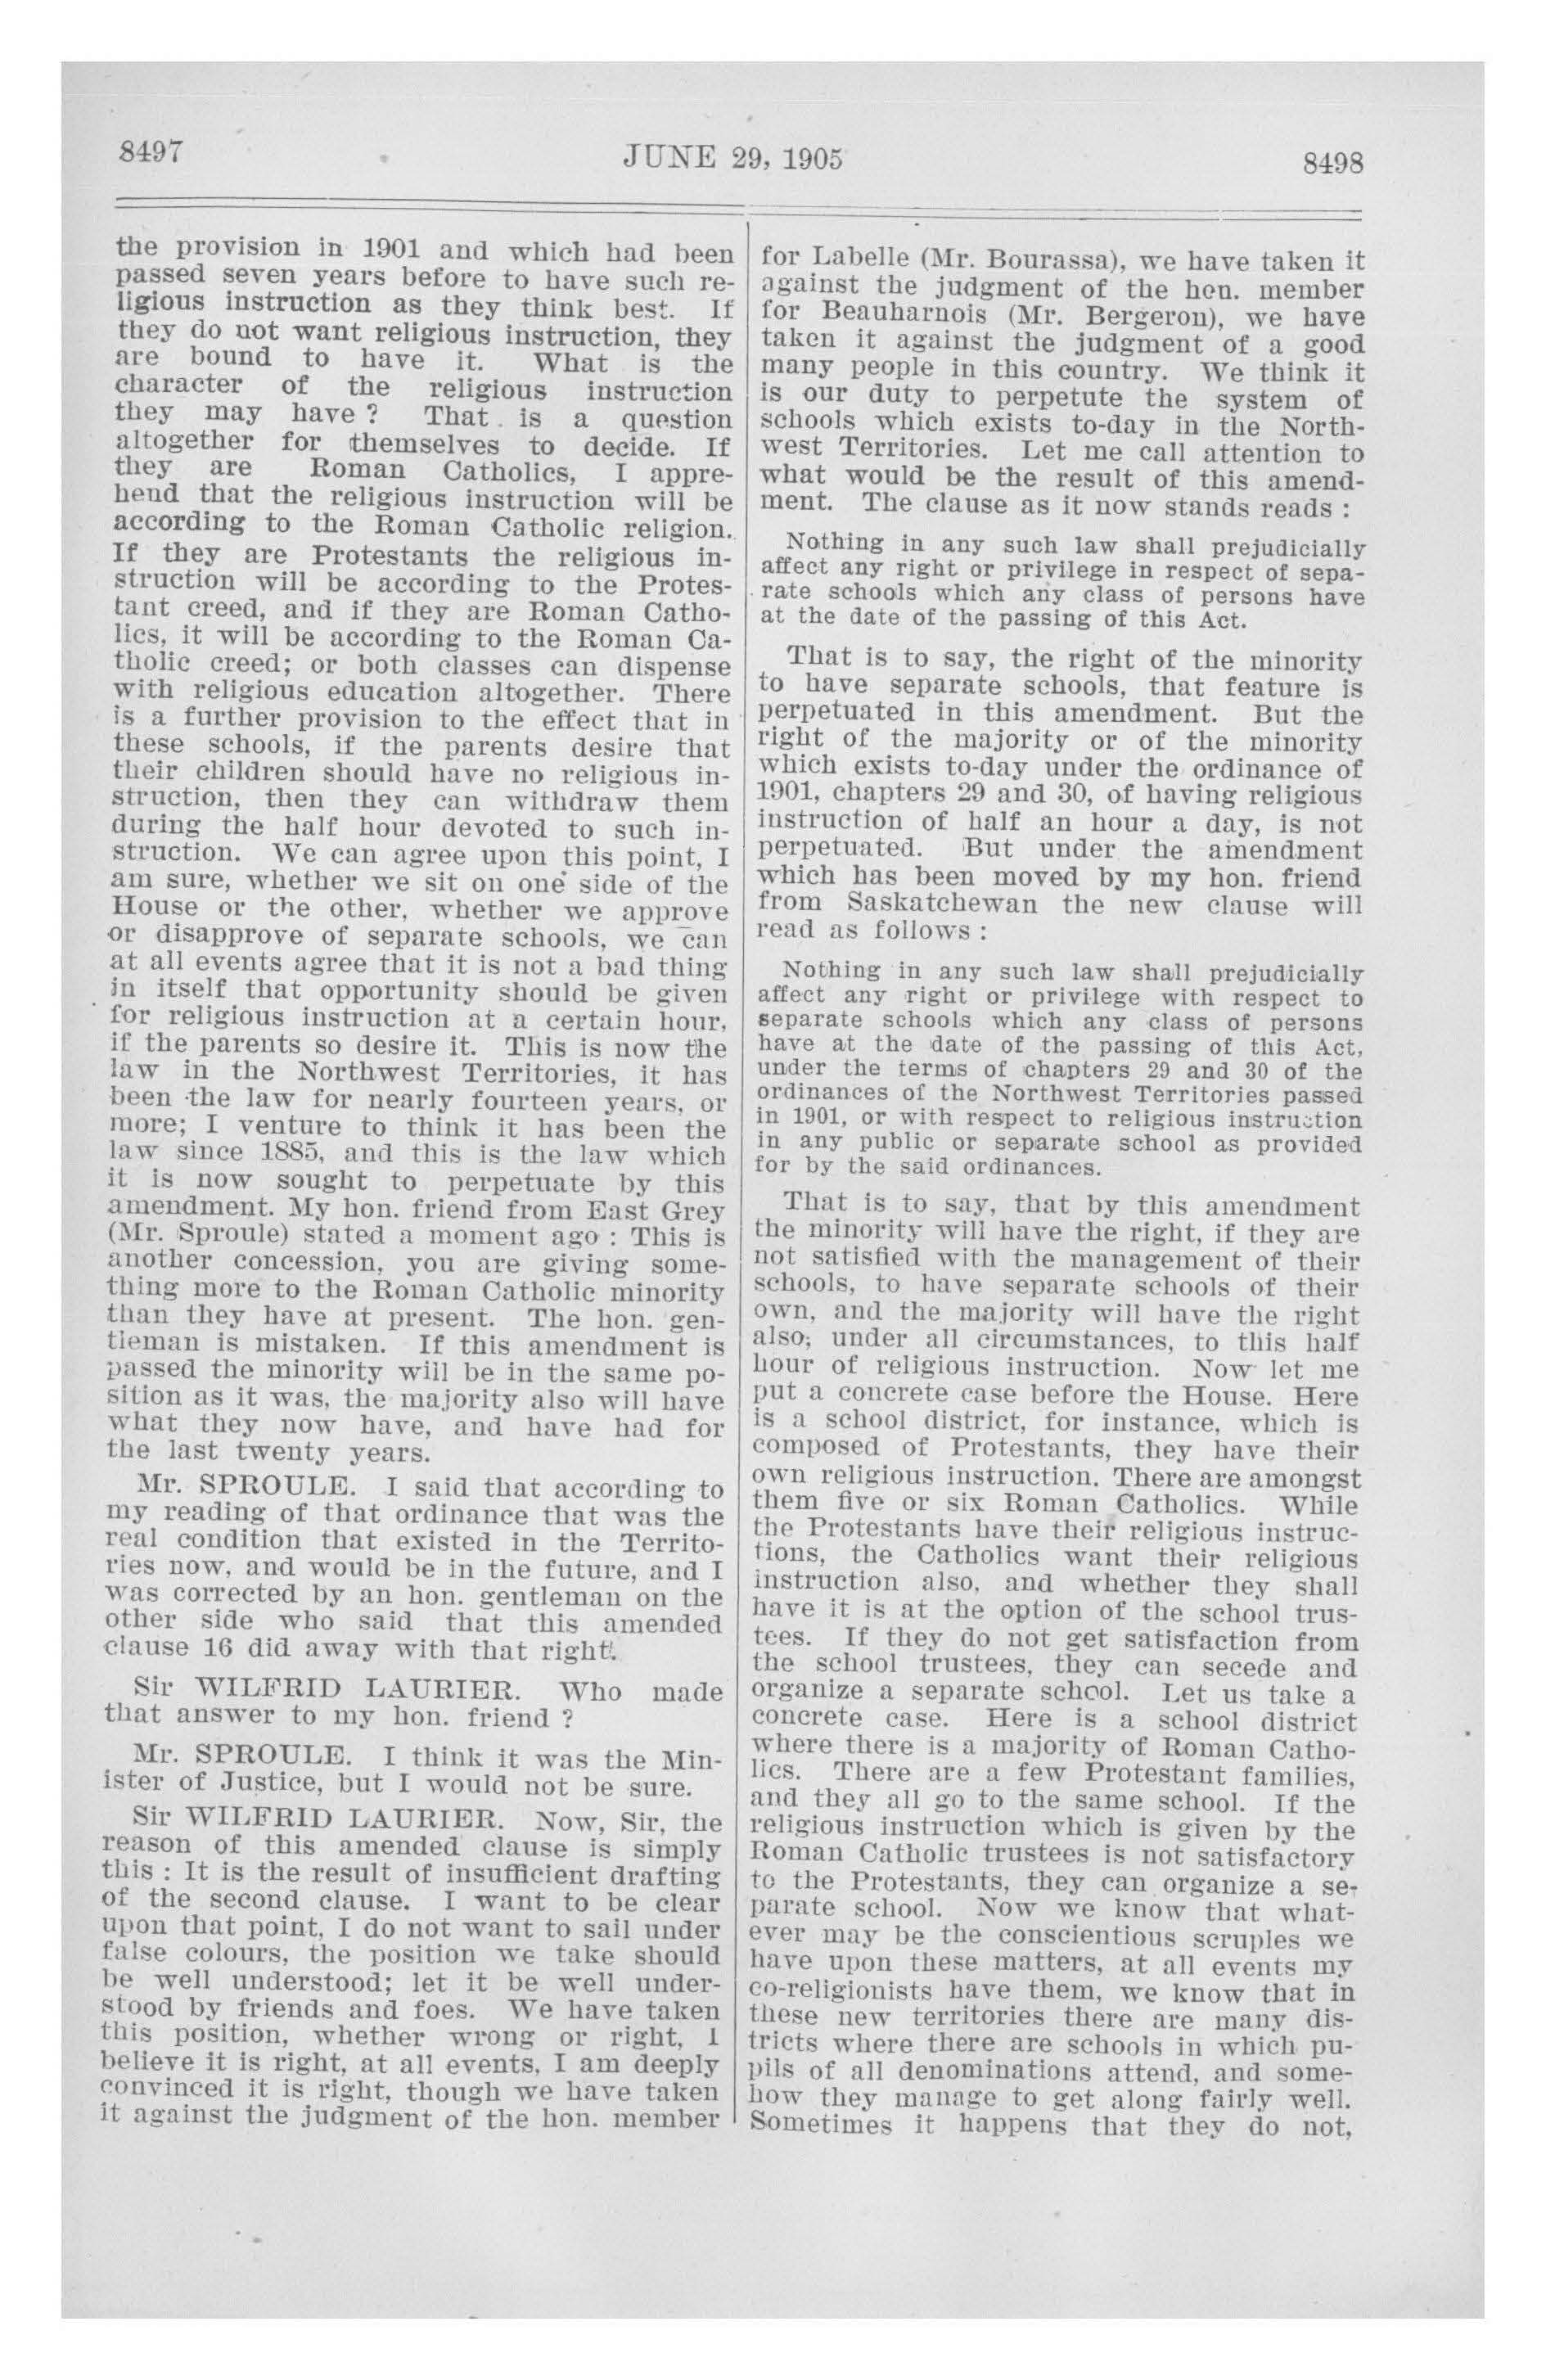 8497
JUNE 29, 1905
8498
the provision in 1901 and which had been
passed seven years before to have such re-
ligious instruction as they think best. If
they do not want religious instruction, they
are bound to have it. What is the
character of the religious instruction
they may have ? That is a question
altogether for themselves to decide. If
they are Roman Catholics, I appre-
hend that the religious instruction will be
according to the Roman Catholic religion.
If they are Protestants the religious in-
struction will be according to the Protes-
tant creed, and if they are Roman Catho-
lics, it will be according to the Roman Ca-
tholic creed; or both classes can dispense
with religious education altogether. There
is a further provision to the effect that in
these schools, if the parents desire that
their children should have no religious in-
struction, then they can withdraw them
during the half hour devoted to such in-
struction. We can agree upon this point, I
am sure, whether we sit on one side of the
House or the other, whether we approve
or disapprove of separate schools, we can
at all events agree that it is not a bad thing
in itself that opportunity should be given
for religious instruction at a certain hour,
if the parents so desire it. This is now the
law in the Northwest Territories, it has
been the law for nearly fourteen years, or
more; I venture to think it has been the
law since 1885, and this is the law which
it is now sought to perpetuate by this
amendment. My hon. friend from East Grey
(Mr. Sproule) stated a moment ago : This is
another concession, you are giving some-
thing more to the Roman Catholic minority
than they have at present. The hon. gen-
tleman is mistaken. If this amendment is
passed the minority will be in the same po-
sition as it was, the majority also will have
what they now have, and have had for
the last twenty years.
Mr. SPROULE. I said that according to
my reading of that ordinance that was the
real condition that existed in the Territo-
ries now, and would be in the future, and I
was corrected by an hon. gentleman on the
other side who said that this amended
clause 16 did away with that right.
Sir WILFRID LAURIER. Who made
that answer to my hon. friend ?
Mr. SPROULE. I think it was the Min-
ister of Justice, but I would not be sure.
Sir WILFRID LAURIER. Now, Sir, the
reason of this amended clause is simply
this : It is the result of insufficient drafting
of the second clause. I want to be clear
upon that point, I do not want to sail under
false colours, the position we take should
be well understood; let it be well under-
stood by friends and foes. We have taken
this position, whether wrong or right, I
believe it is right, at all events, I am deeply
convinced it is right, though we have taken
it against the judgment of the hon. member
for Labelle (Mr. Bourassa), we have taken it
against the judgment of the hon. member
for Beauharnois (Mr. Bergeron), we have
taken it against the judgment of a good
many people in this country. We think it
is our duty to perpetute the system of
schools which exists to-day in the North-
west Territories. Let me call attention to
what would be the result of this amend-
ment. The clause as it now stands reads :
Nothing in any such law shall prejudicially
affect any right or privilege in respect of sepa-
rate schools which any class of persons have
at the date of the passing of this Act.
That is to say, the right of the minority
to have separate schools, that feature is
perpetuated in this amendment. But the
right of the majority or of the minority
which exists to-day under the ordinance of
1901, chapters 29 and 30, of having religious
instruction of half an hour a day, is not
perpetuated. But under the amendment
which has been moved by my hon. friend
from Saskatchewan the new clause will
read as follows :
Nothing in any such law shall prejudicially
affect any right or privilege with respect to
separate schools which any class of persons
have at the date of the passing of this Act,
under the terms of chapters 29 and 30 of the
ordinances of the Northwest Territories passed
in 1901, or with respect to religious instruction
in any public or separate school as provided
for by the said ordinances.
That is to say, that by this amendment
the minority will have the right, if they are
not satisfied with the management of their
schools, to have separate schools of their
own, and the majority will have the right
also, under all circumstances, to this half
hour of religious instruction. Now let me
put a concrete case before the House. Here
is a school district, for instance, which is
composed of Protestants, they have their
own religious instruction. There are amongst
them five or six Roman Catholics. While
the Protestants have their religious instruc-
tions, the Catholics want their religious
instruction also, and whether they shall
have it is at the option of the school trus-
tees. If they do not get satisfaction from
the school trustees, they can secede and
organize a separate school. Let us take a
concrete case. Here is a school district
where there is a majority of Roman Catho-
lics. There are a few Protestant families,
and they all go to the same school. If the
religious instruction which is given by the
Roman Catholic trustees is not satisfactory
to the Protestants, they can organize a se-
parate school. Now we know that what-
ever may be the conscientious scruples we
have upon these matters, at all events my
co-religionists have them, we know that in
these new territories there are many dis-
tricts where there are schools in which pu-
pils of all denominations attend, and some-
how they manage to get along fairly well.
Sometimes it happens that they do not,